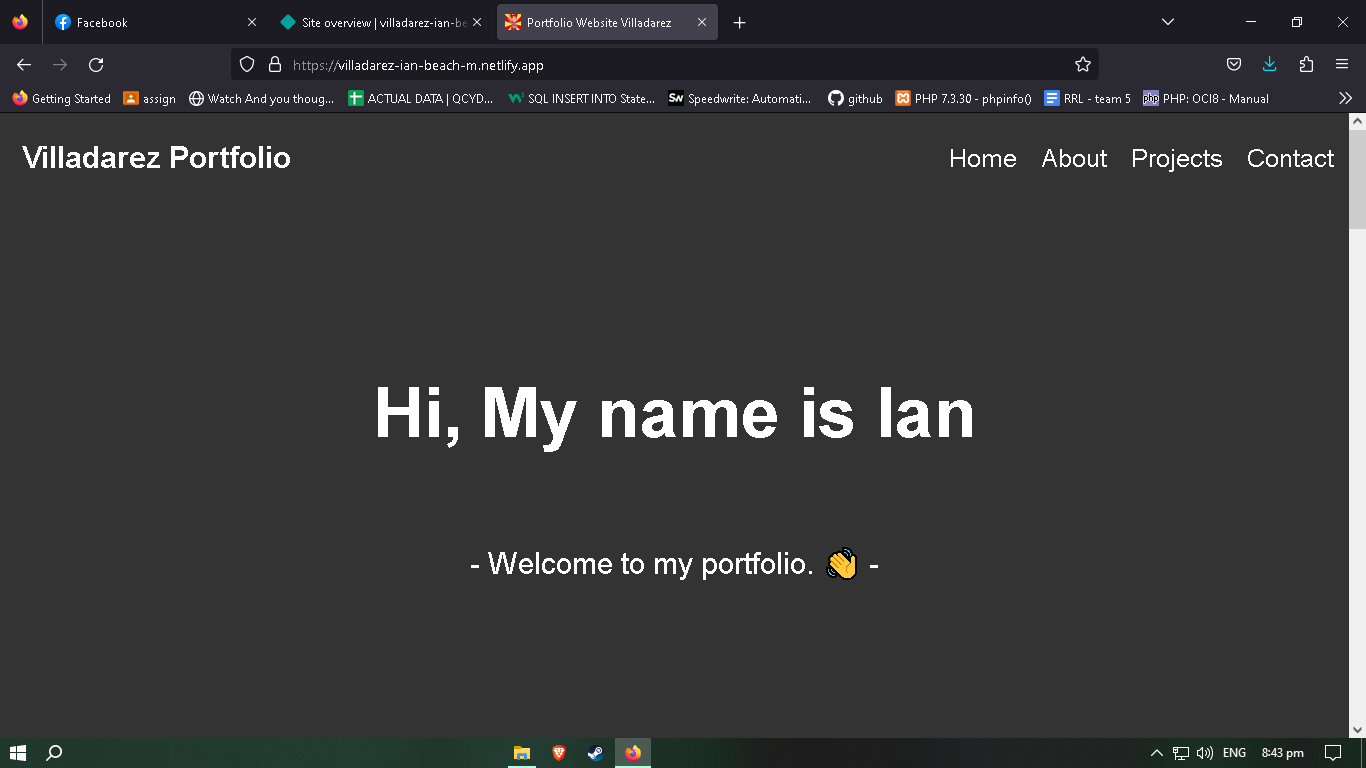 Facebook
Site overview | villadarez-ian-be
Portfolio Website Villadarez
https://villadarez-ian-beach-m.netlify.app
Getting Started
assign
Watch And you thoug...
ACTUAL DATA | QCYD...
SQL INSERT INTO State...
Speedwrite: Automati...
github
PHP 7.3.30 - phpinfo()
RRL - team 5
PHP: OCI8 - Manual
Villadarez Portfolio
Home
About
Projects
Contact
Hi, My name is Ian
- Welcome to my portfolio. 👋 -
ENG
8:43 pm